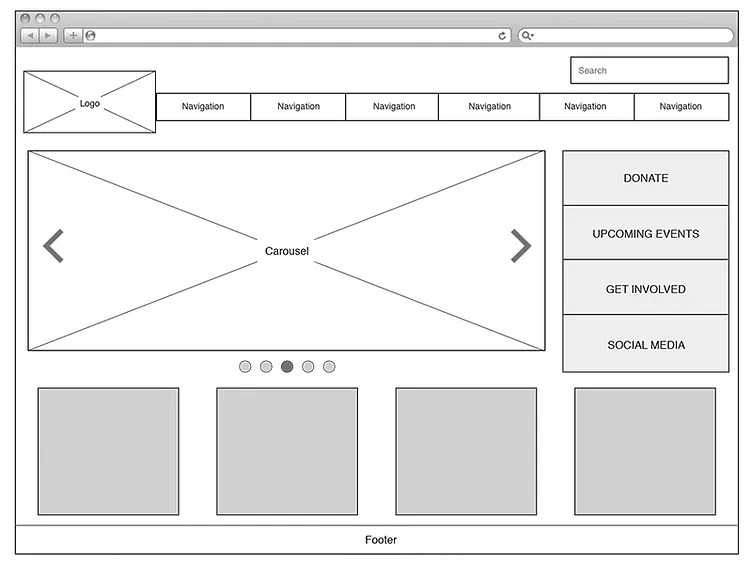 Search
Logo
Navigation Navigation Navigation Navigation Navigation Navigation
Carousel
DONATE
UPCOMING EVENTS
GET INVOLVED
SOCIAL MEDIA
Footer